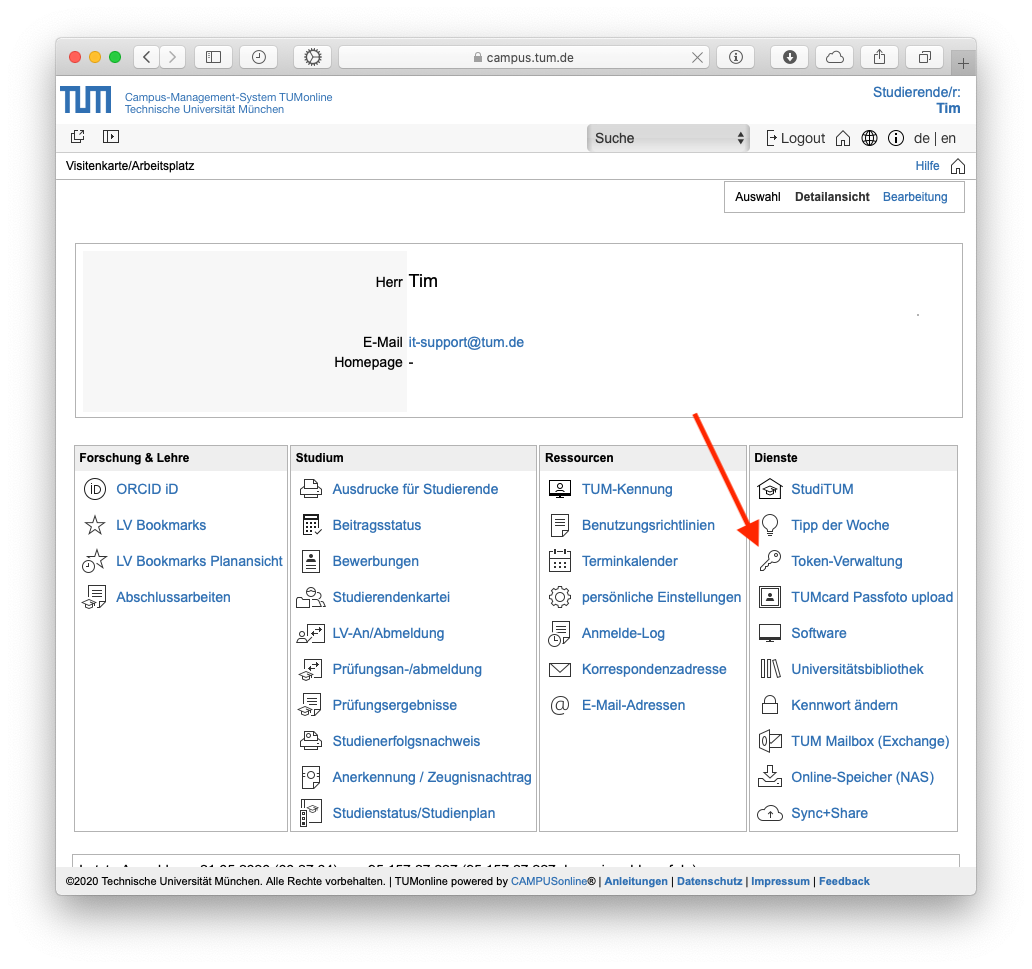 campus.tum.de
TUM
Campus-Management-System TUMonline
Technische Universität München
Studierende/r:
Tim
Suche
Logout
de | en
Visitenkarte/Arbeitsplatz
Hilfe
Auswahl Detailansicht Bearbeitung
Herr Tim
E-Mail it-support@tum.de
Homepage -
Forschung & Lehre
ORCID iD
LV Bookmarks
LV Bookmarks Planansicht
Abschlussarbeiten
Studium
Ausdrucke für Studierende
Beitragsstatus
Bewerbungen
Studierendenkartei
LV-An/Abmeldung
Prüfungsan-/abmeldung
Prüfungsergebnisse
Studienerfolgsnachweis
Anerkennung / Zeugnisnachtrag
Studienstatus/Studienplan
Ressourcen
TUM-Kennung
Benutzungsrichtlinien
Terminkalender
persönliche Einstellungen
Anmelde-Log
Korrespondenzadresse
E-Mail-Adressen
Dienste
StudiTUM
Tipp der Woche
Token-Verwaltung
TUMcard Passfoto upload
Software
Universitätsbibliothek
Kennwort ändern
TUM Mailbox (Exchange)
Online-Speicher (NAS)
Sync+Share
©2020 Technische Universität München. Alle Rechte vorbehalten. | TUMonline powered by CAMPUSonline® | Anleitungen | Datenschutz | Impressum | Feedback